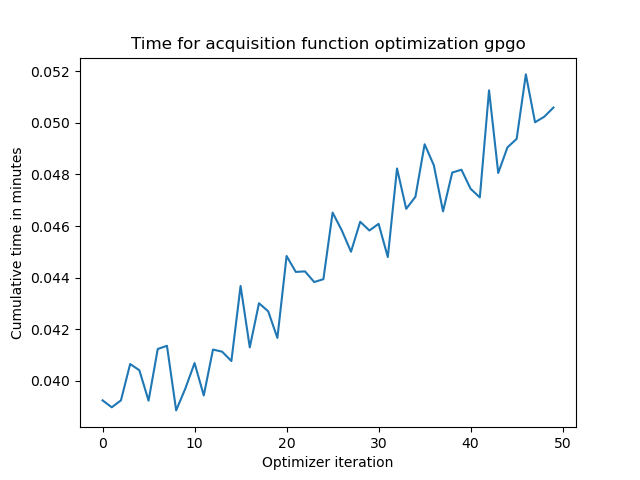 Time for acquisition function optimization gpgo
0.052
0.050
0.048
0.046
0.044
0.042
0.040
Cumulative time in minutes
0 10 20 30 40 50
Optimizer iteration